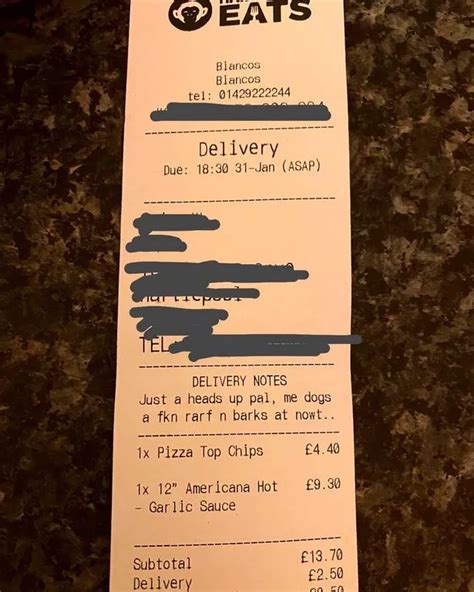 EATS
Blancos
Blancos
tel: 01429222244
Delivery
Due: 18:30 31-Jan (ASAP)
TEL
DELIVERY NOTES
Just a heads up pal, me dogs
a fkn rarf n barks at nowt..
1x Pizza Top Chips £4.40
1x 12" Americana Hot £9.30
- Garlic Sauce
Subtotal £13.70
Delivery £2.50